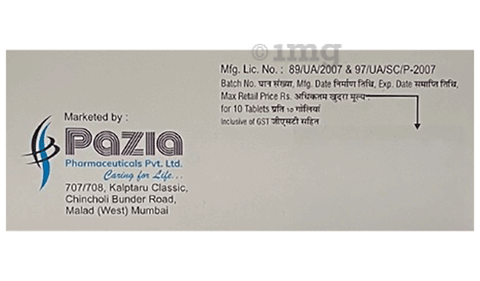 1mg
Mfg. Lic. No. : 89/UA/2007 & 97/UA/SC/P-2007
Batch No. घान संख्या, Mfg. Date निर्माण तिथि, Exp. Date समाप्ति तिथि,
Max Retail Price Rs. अधिकतम खुदरा मूल्य
for 10 Tablets प्रति १० गोलियां
Inclusive of GST जीएसटी सहित
Marketed by :
Pazia
Pharmaceuticals Pvt. Ltd.
Caring for Life...
707/708, Kalptaru Classic,
Chincholi Bunder Road,
Malad (West) Mumbai